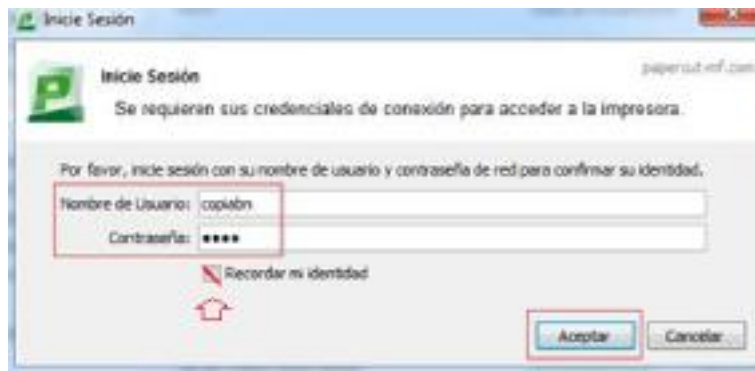 Inicie Sesión
Inicie Sesión
papercut-mf.com
Se requieren sus credenciales de conexión para acceder a la impresora.
Por favor, inicie sesión con su nombre de usuario y contraseña de red para confirmar su identidad.
Nombre de Usuario: copiabn
Contraseña: ••••
Recordar mi identidad
Aceptar
Cancelar